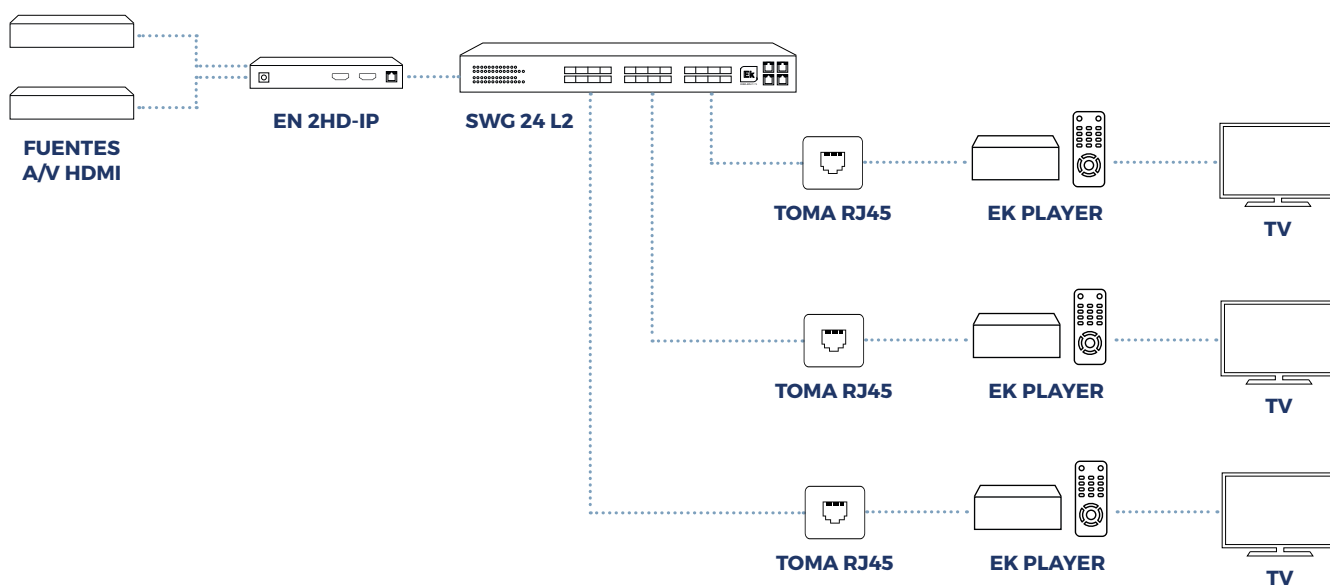 FUENTES
A/V HDMI
EN 2HD-IP
SWG 24 L2
Ek
TOMA RJ45
EK PLAYER
TV
TOMA RJ45
EK PLAYER
TV
TOMA RJ45
EK PLAYER
TV